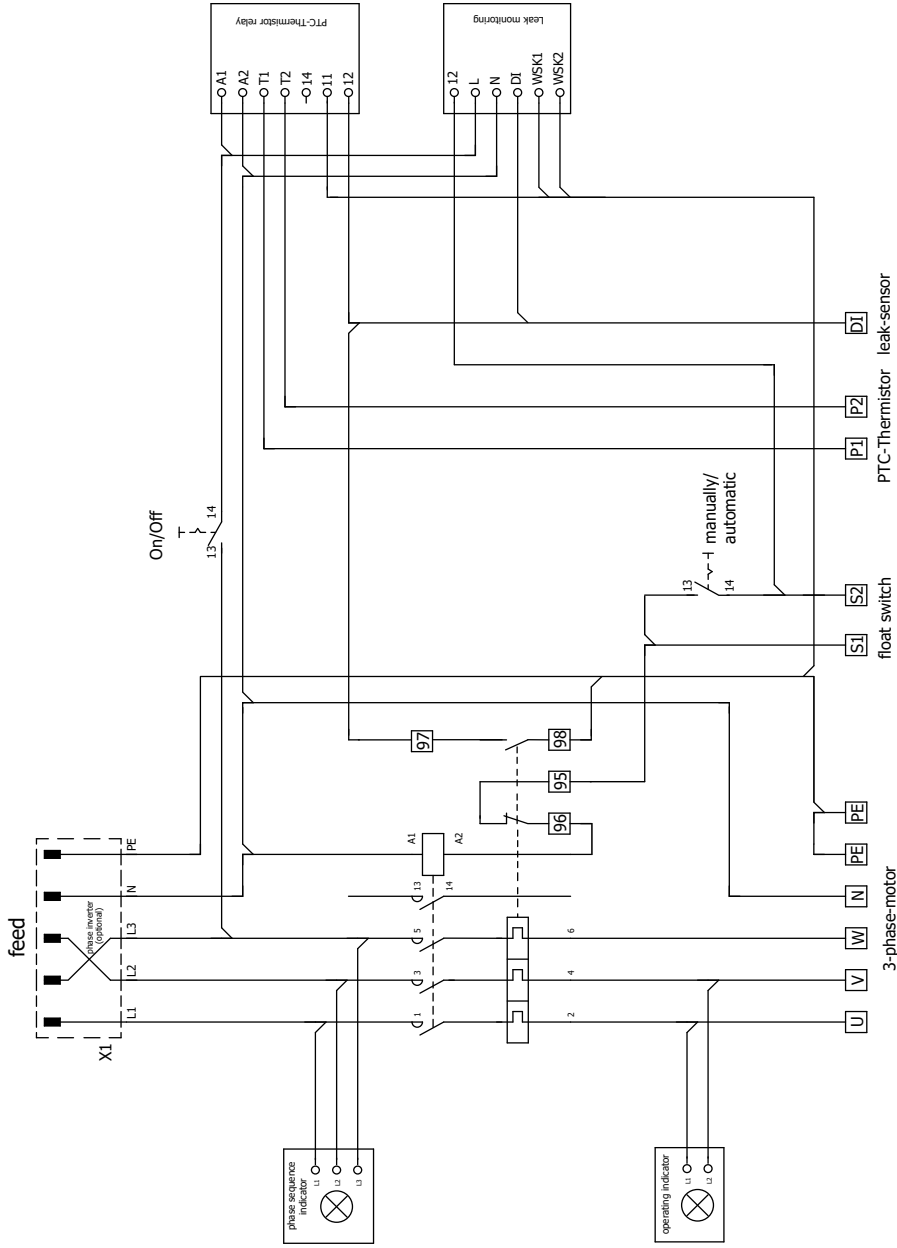 PTC-Thermistor relay
A1
A2
T1
T2
14
11
12
Leak monitoring
12
L
N
DI
WSK1
WSK2
On/Off
13
14
feed
phase inverter
(optional)
X1
L1
L2
L3
N
PE
phase sequence
indicator
L1
L2
L3
1
3
5
13
14
A1
A2
97
98
95
96
2
4
6
13
14
manually/
automatic
operating indicator
L1
L2
U
V
W
N
PE
PE
3-phase-motor
S1
S2
float switch
P1
P2
PTC-Thermistor
DI
leak-sensor